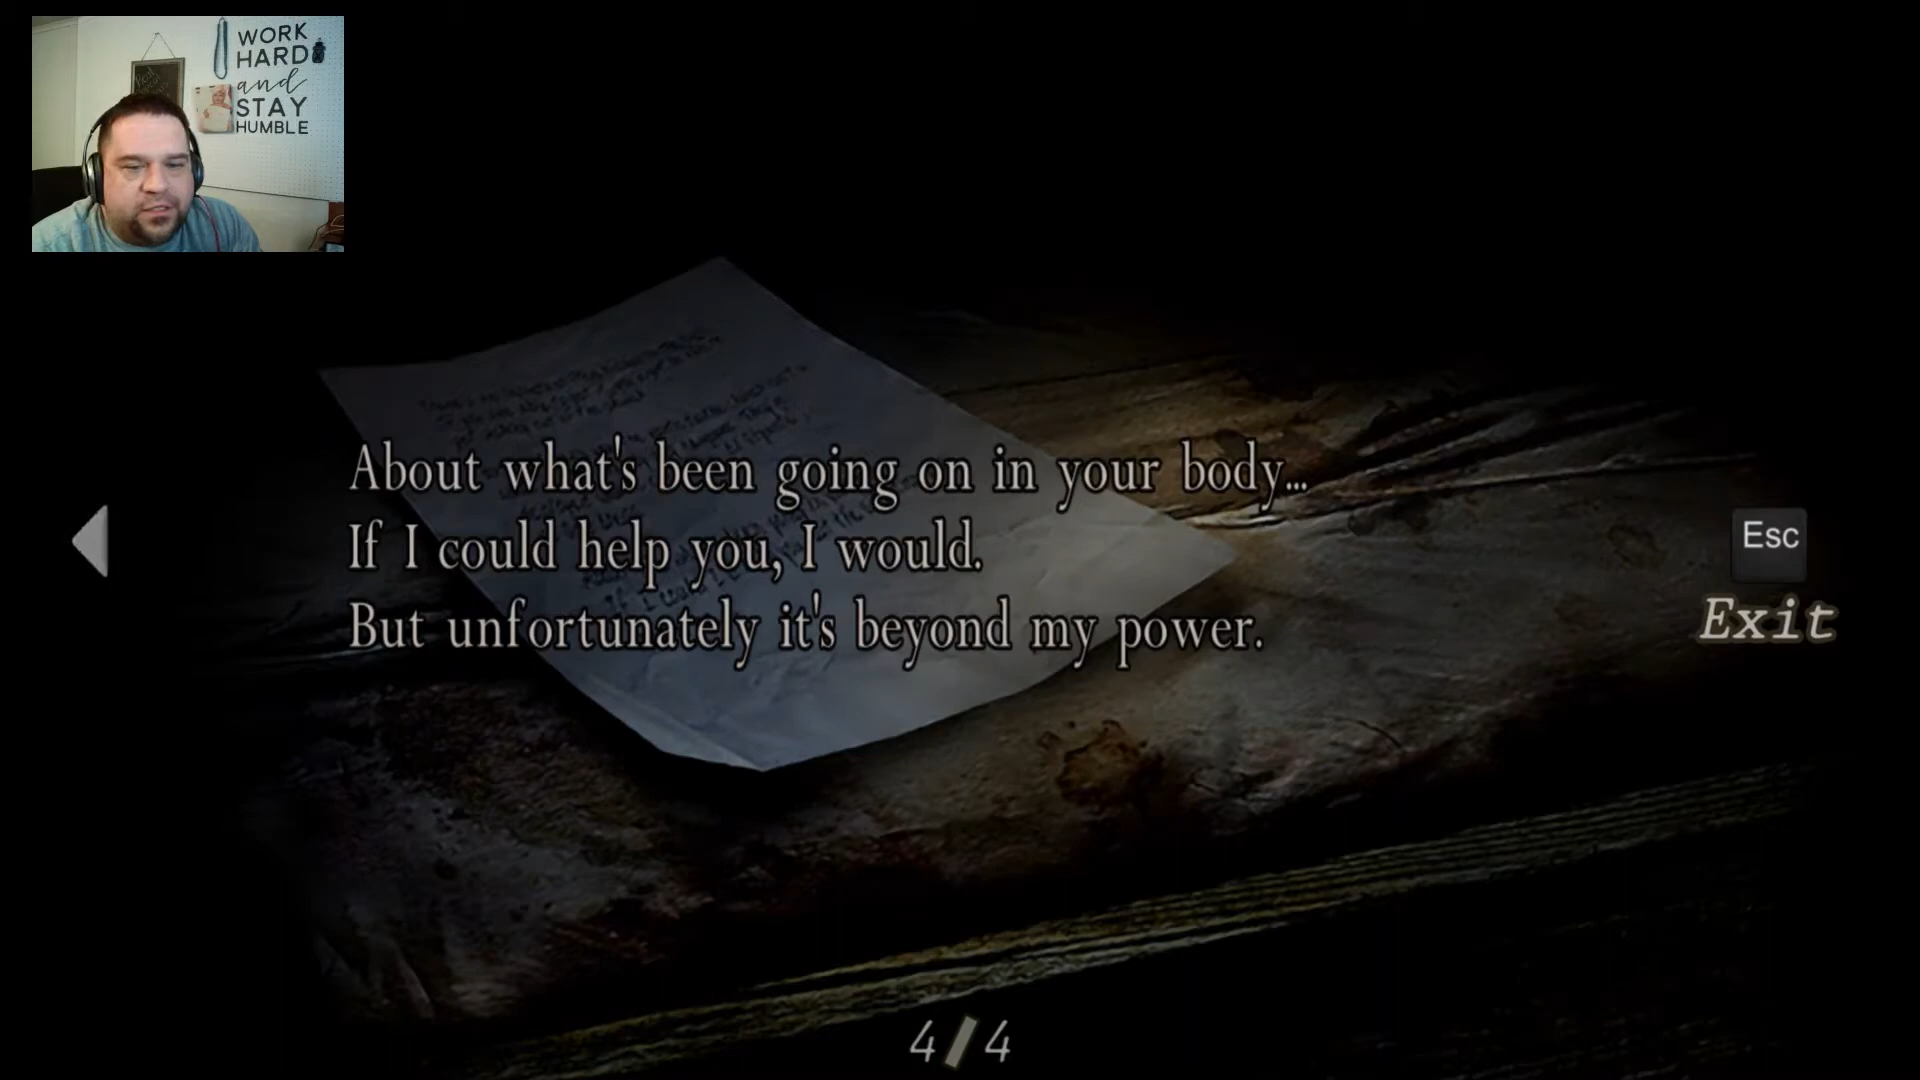 WORK
HARD
and
STAY
HUMBLE
About what's been going on in your body...
If I could help you, I would.
But unfortunately it's beyond my power.
Esc
Exit
4/4